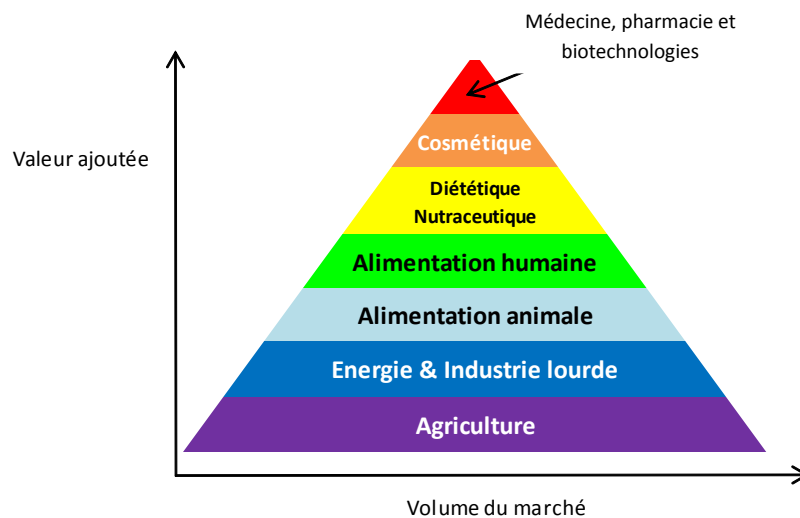 Médecine, pharmacie et
biotechnologies
Valeur ajoutée
Cosmétique
Diététique
Nutraceutique
Alimentation humaine
Alimentation animale
Energie & Industrie lourde
Agriculture
Volume du marché